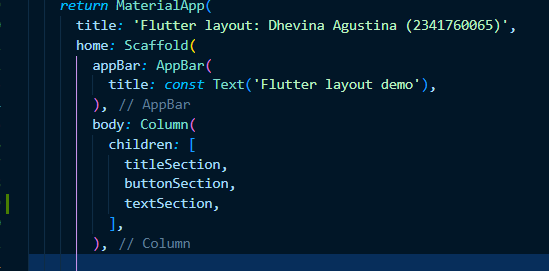 return MaterialApp(
title: 'Flutter layout: Dhevina Agustina (2341760065)',
home: Scaffold(
appBar: AppBar(
title: const Text('Flutter layout demo'),
), // AppBar
body: Column(
children: [
titleSection,
buttonSection,
textSection,
],
), // Column